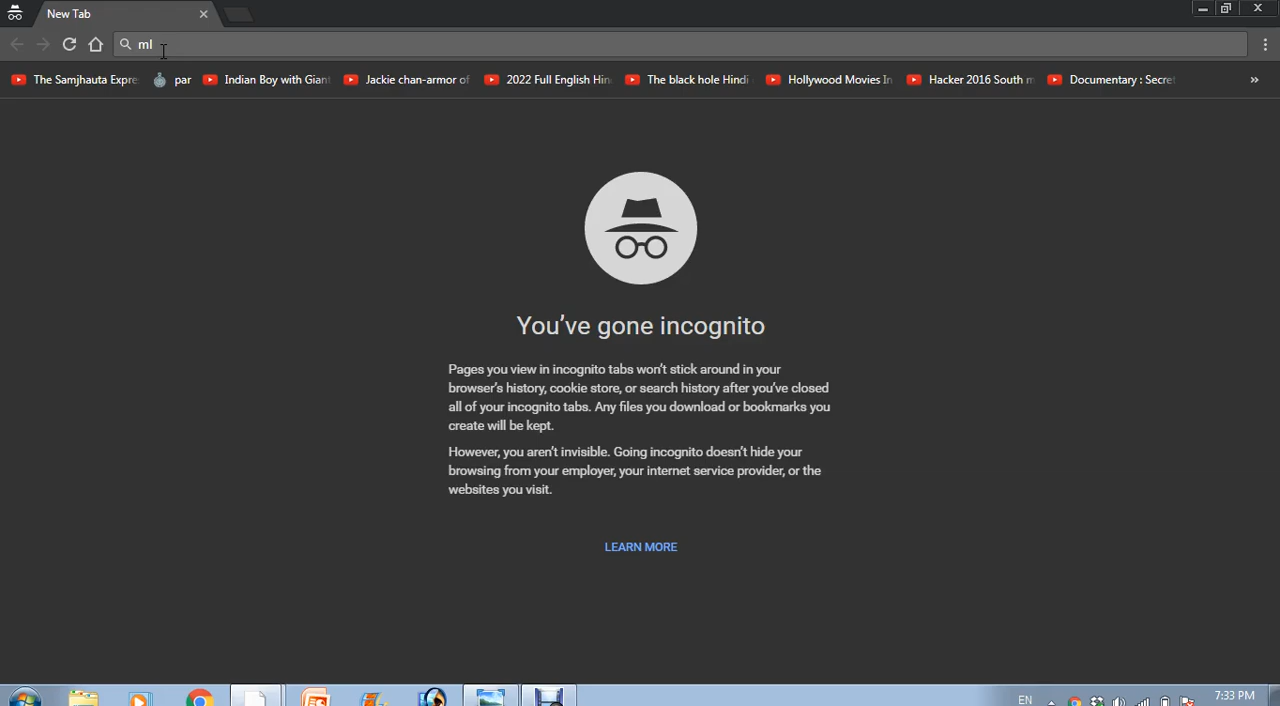 New Tab
ml
The Samjhauta Expre
par
Indian Boy with Giant
Jackie chan-armor of
2022 Full English Hin
The black hole Hindi
Hollywood Movies In
Hacker 2016 South m
Documentary : Secret
You've gone incognito
Pages you view in incognito tabs won't stick around in your
browser's history, cookie store, or search history after you've closed
all of your incognito tabs. Any files you download or bookmarks you
create will be kept.
However, you aren't invisible. Going incognito doesn't hide your
browsing from your employer, your internet service provider, or the
websites you visit.
LEARN MORE
EN
7:33 PM